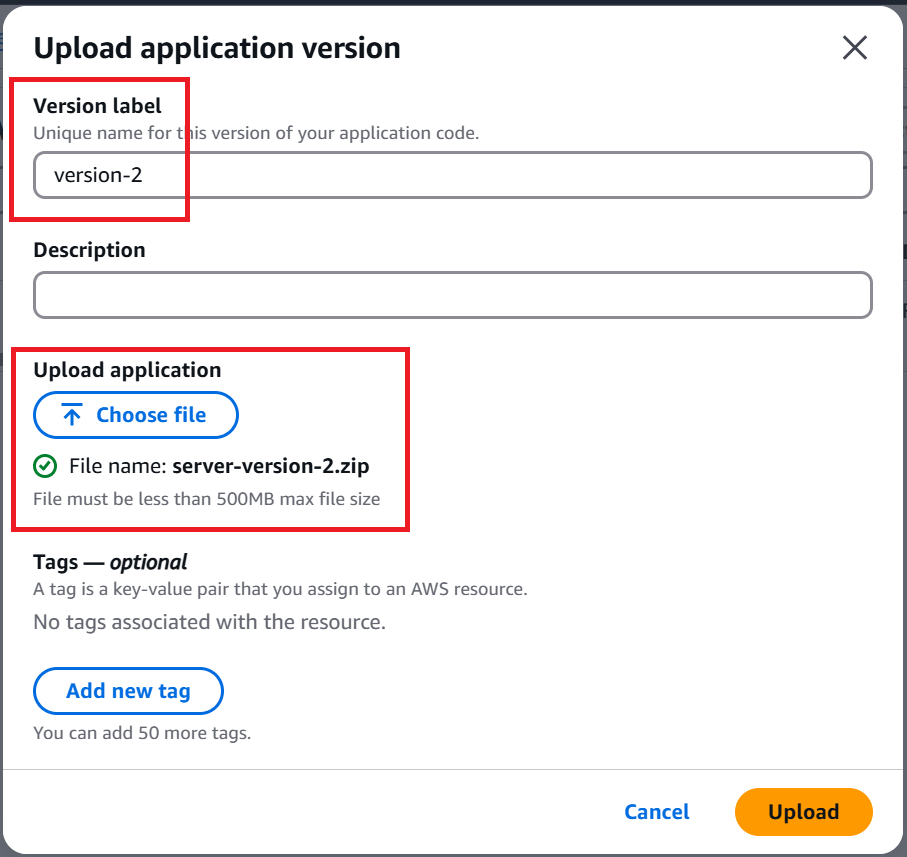 Upload application version
Version label
Unique name for this version of your application code.
version-2
Description
Upload application
Choose file
File name: server-version-2.zip
File must be less than 500MB max file size
Tags — optional
A tag is a key-value pair that you assign to an AWS resource.
No tags associated with the resource.
Add new tag
You can add 50 more tags.
Cancel
Upload